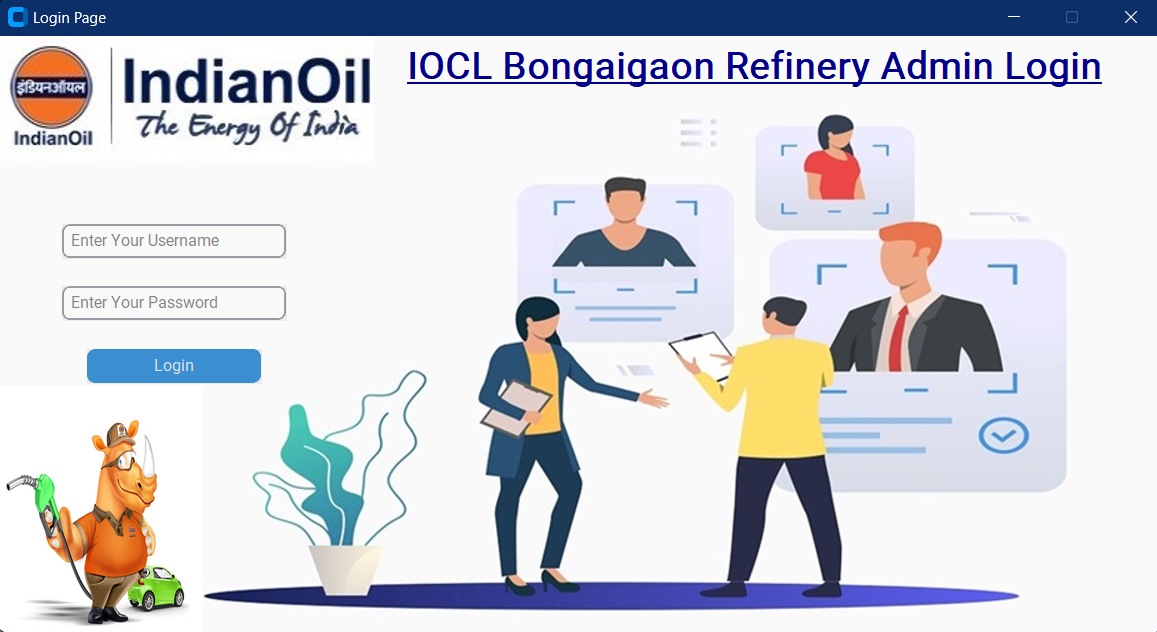 Login Page
IOCL Bongaigaon Refinery Admin Login
इंडियनऑयल
IndianOil
IndianOil
The Energy Of India
Enter Your Username
Enter Your Password
Login